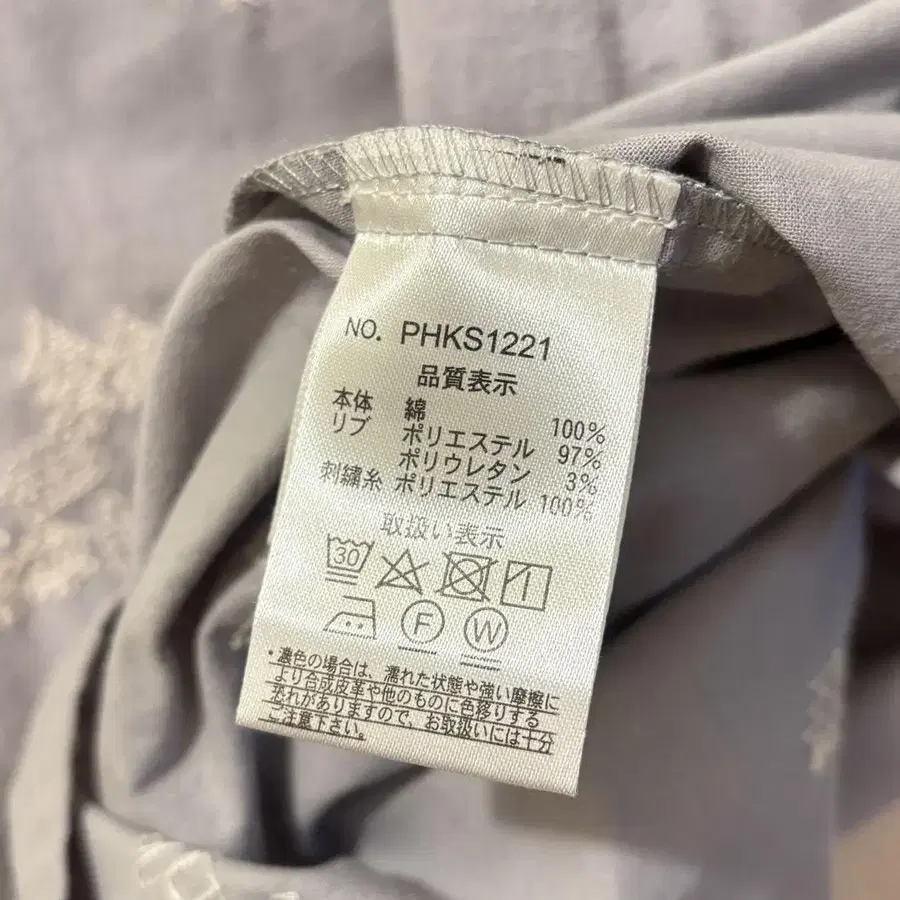 NO. PHKS1221
品質表示
本体 綿 100%
リブ ポリエステル 97%
ポリウレタン 3%
刺繍糸 ポリエステル 100%
取扱い表示
30
F W
・濃色の場合は、濡れた状態や強い摩擦に
より合成皮革や他のものに色移りする
恐れがありますので、お取扱いには十分
ご注意下さい。